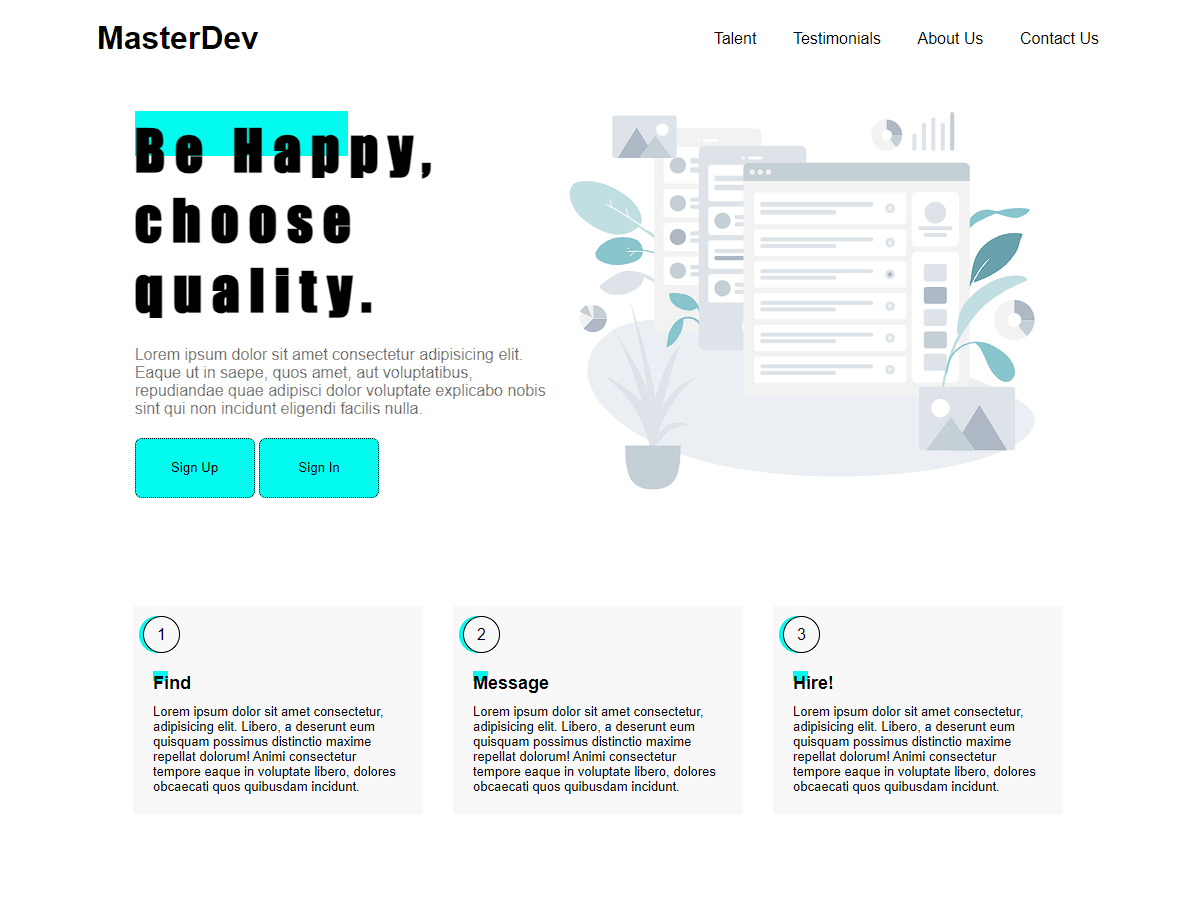 MasterDev
Talent Testimonials About Us Contact Us
Be Happy,
choose
quality.
Lorem ipsum dolor sit amet consectetur adipisicing elit.
Eaque ut in saepe, quos amet, aut voluptatibus,
repudiandae quae adipisci dolor voluptate explicabo nobis
sint qui non incidunt eligendi facilis nulla.
Sign Up Sign In
1
Find
Lorem ipsum dolor sit amet consectetur,
adipisicing elit. Libero, a deserunt eum
quisquam possimus distinctio maxime
repellat dolorum! Animi consectetur
tempore eaque in voluptate libero, dolores
obcaecati quos quibusdam incidunt.
2
Message
Lorem ipsum dolor sit amet consectetur,
adipisicing elit. Libero, a deserunt eum
quisquam possimus distinctio maxime
repellat dolorum! Animi consectetur
tempore eaque in voluptate libero, dolores
obcaecati quos quibusdam incidunt.
3
Hire!
Lorem ipsum dolor sit amet consectetur,
adipisicing elit. Libero, a deserunt eum
quisquam possimus distinctio maxime
repellat dolorum! Animi consectetur
tempore eaque in voluptate libero, dolores
obcaecati quos quibusdam incidunt.